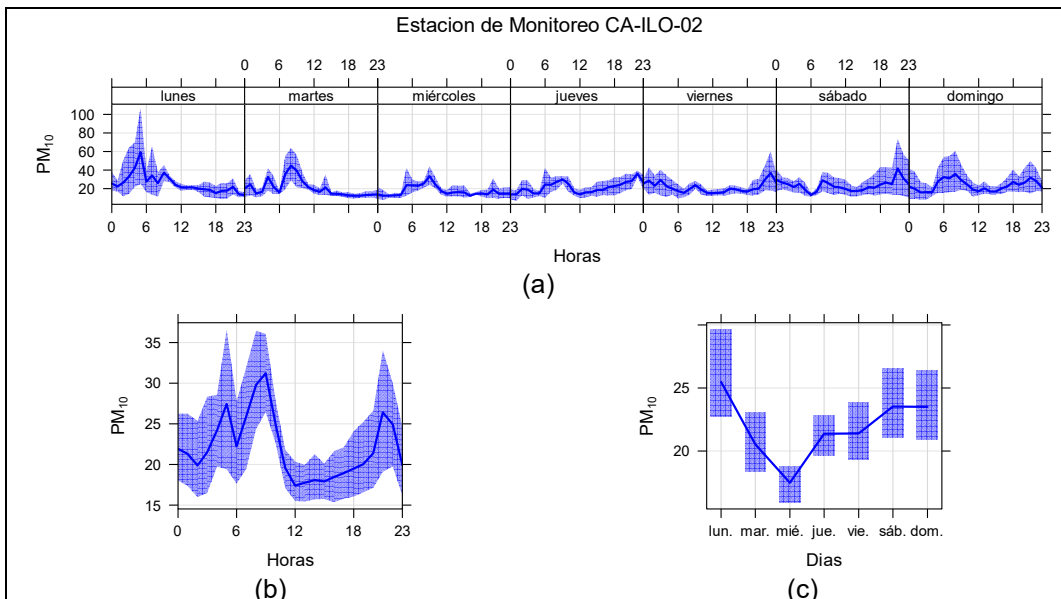 Estacion de Monitoreo CA-ILO-02
0 6 12 18 23 0 6 12 18 23 0 6 12 18 23
lunes martes miércoles jueves viernes sábado domingo
100
80
60
40
20
PM10
0 6 12 18 23 0 6 12 18 23 0 6 12 18 23 0 6 12 18 23
Horas
(a)
35
30
25
20
15
PM10
0 6 12 18 23
Horas
(b)
25
20
PM10
lun. mar. mié. jue. vie. sáb. dom.
Dias
(c)